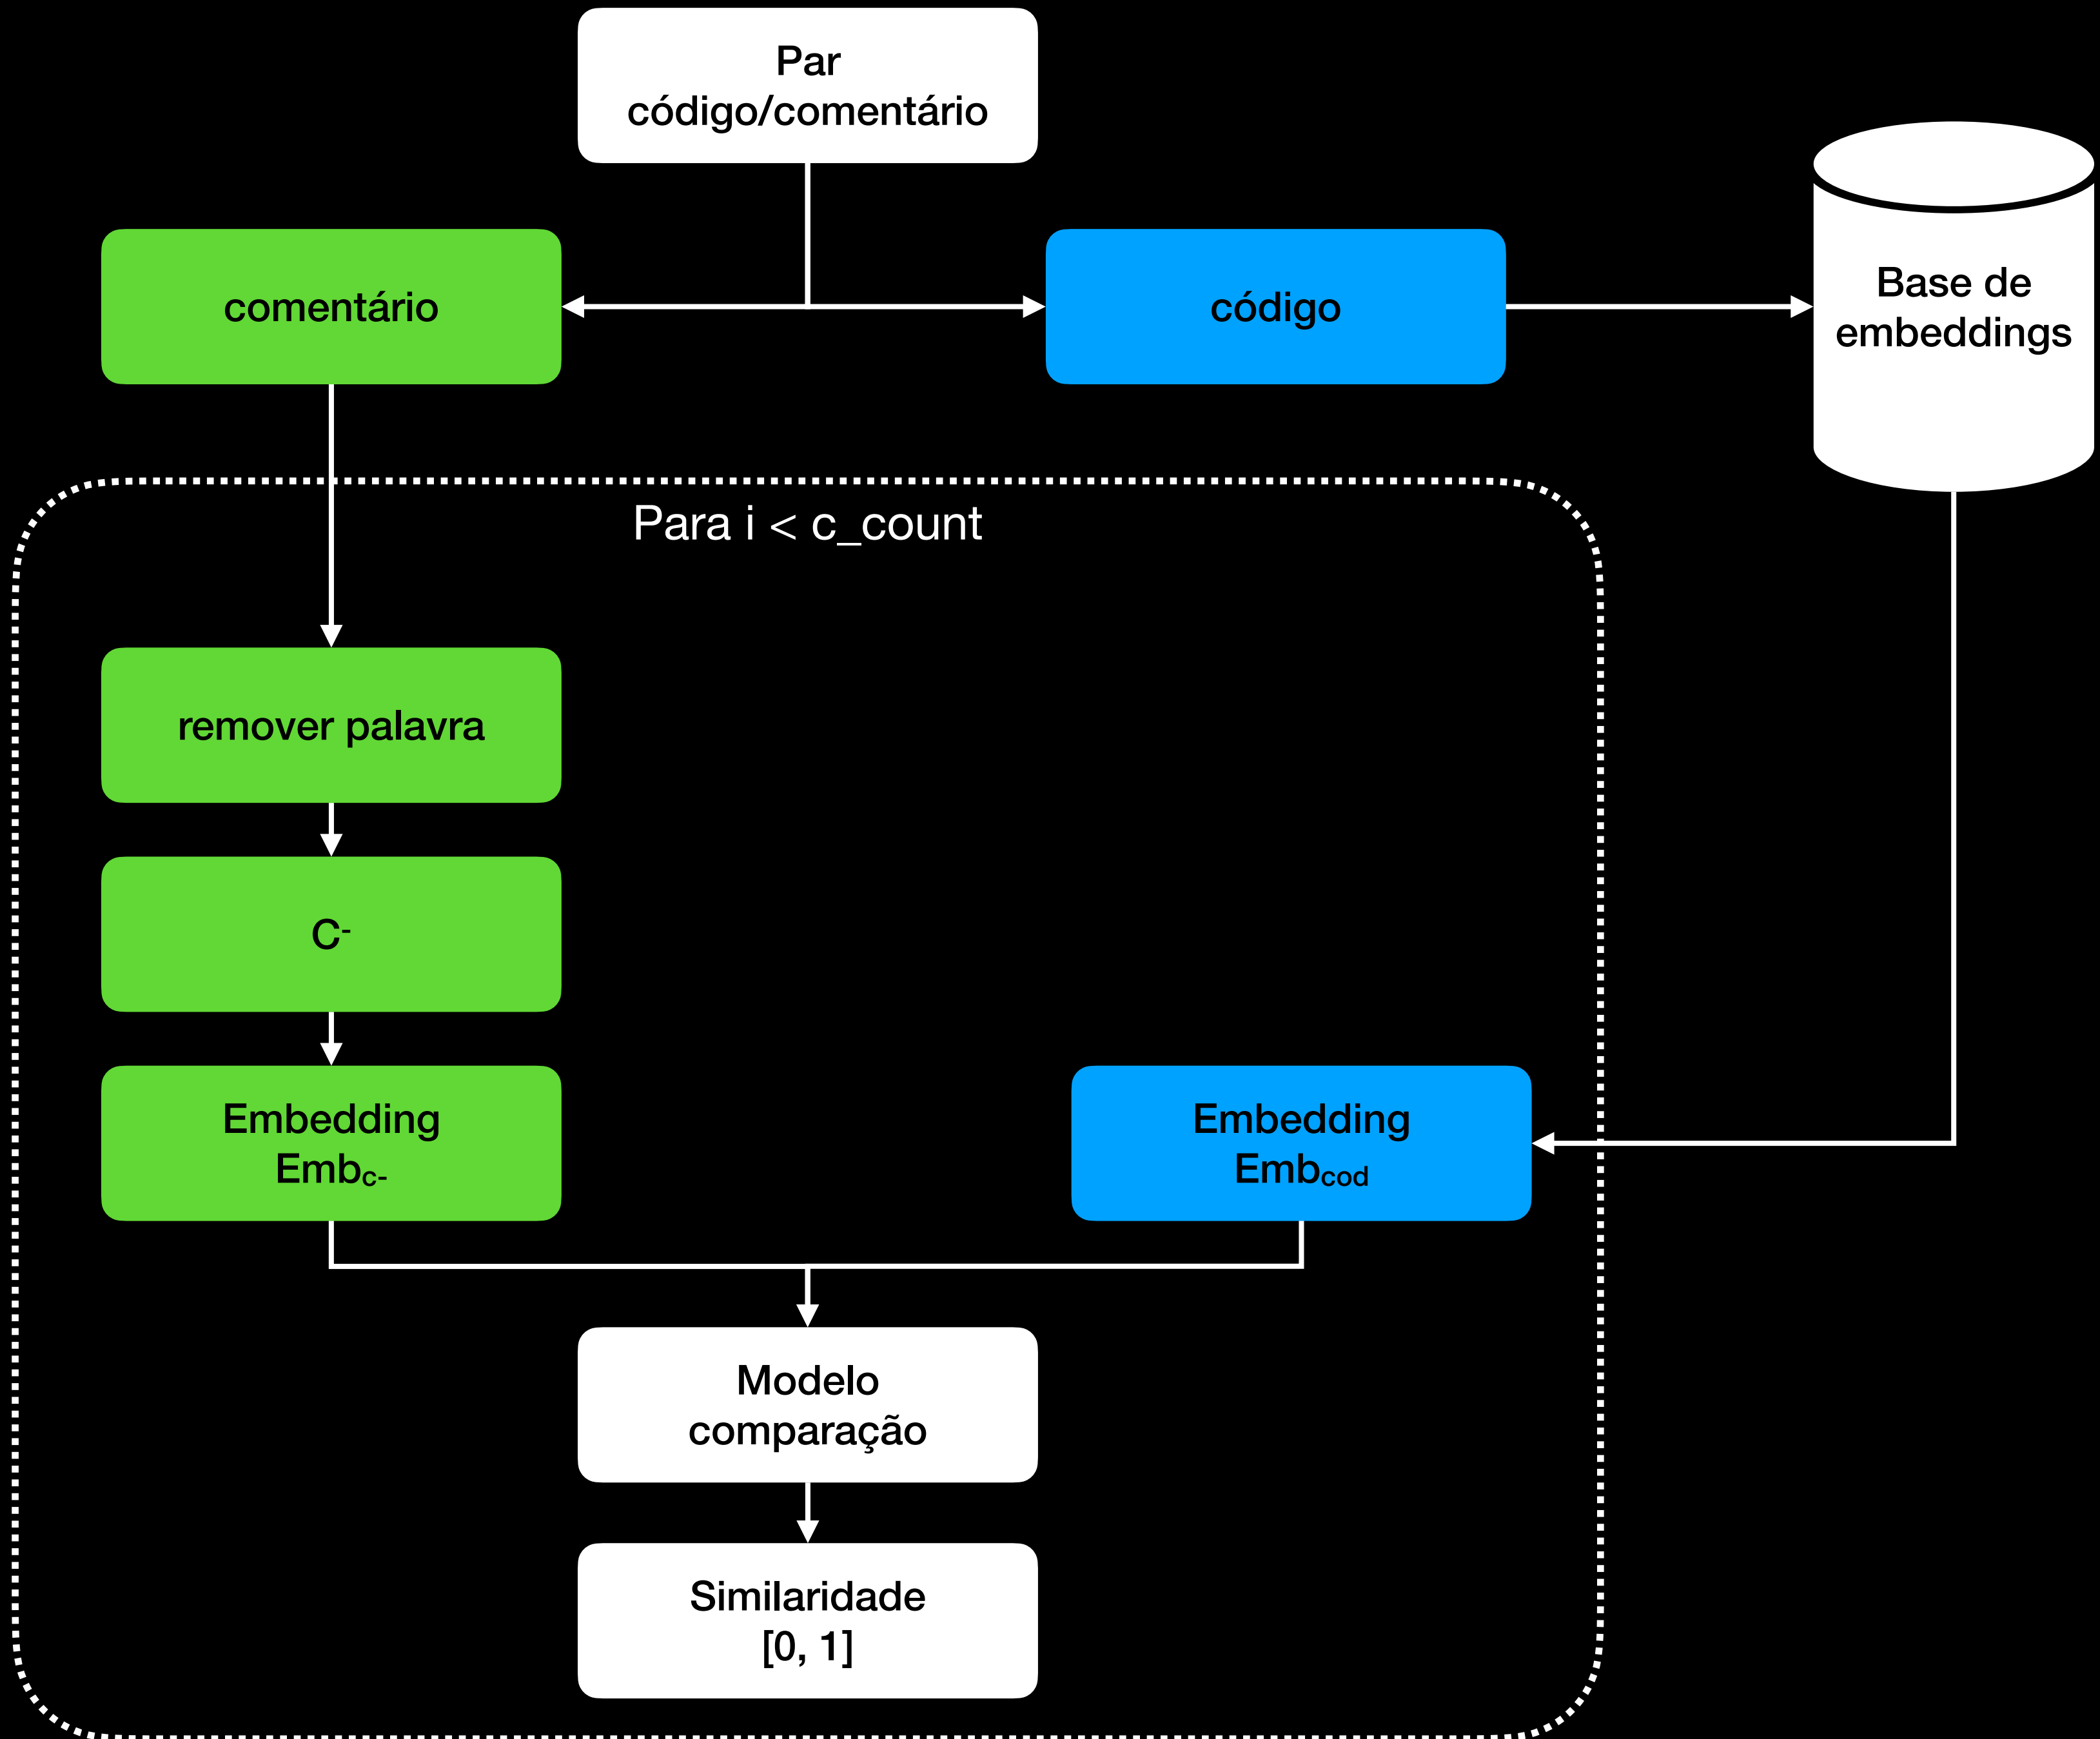 Par
código/comentário
comentário
código
Base de
embeddings
Para i < c_count
remover palavra
C-
Embedding
Embc-
Embedding
Embcod
Modelo
comparação
Similaridade
[0, 1]